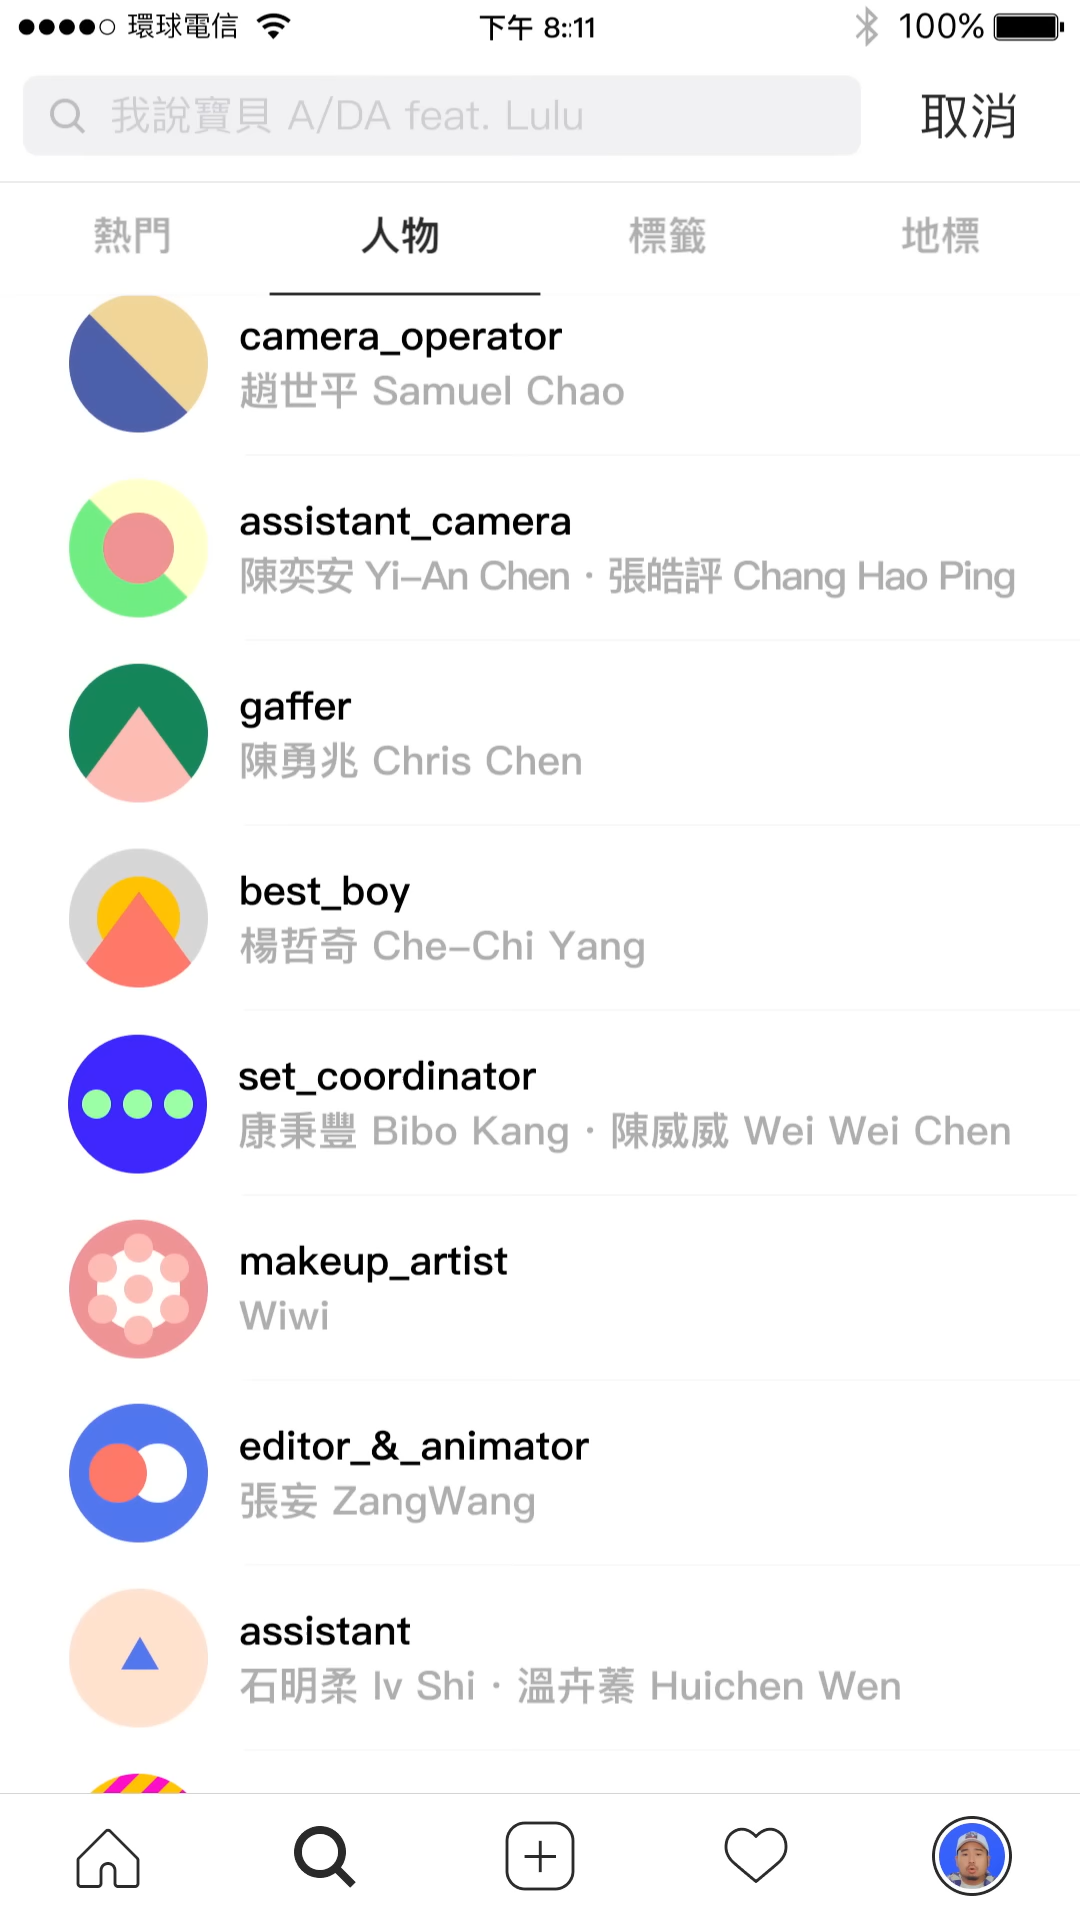 環球電信 下午 8::11 100%
我說寶貝 A/DA feat. Lulu 取消
熱門 人物 標籤 地標
camera_operator
趙世平 Samuel Chao
assistant_camera
陳奕安 Yi–An Chen · 張皓評 Chang Hao Ping
gaffer
陳勇兆 Chris Chen
best_boy
楊哲奇 Che–Chi Yang
set_coordinator
康秉豐 Bibo Kang · 陳威威 Wei Wei Chen
makeup_artist
Wiwi
editor_&_animator
張妄 ZangWang
assistant
石明柔 Iv Shi · 溫卉蓁 Huichen Wen